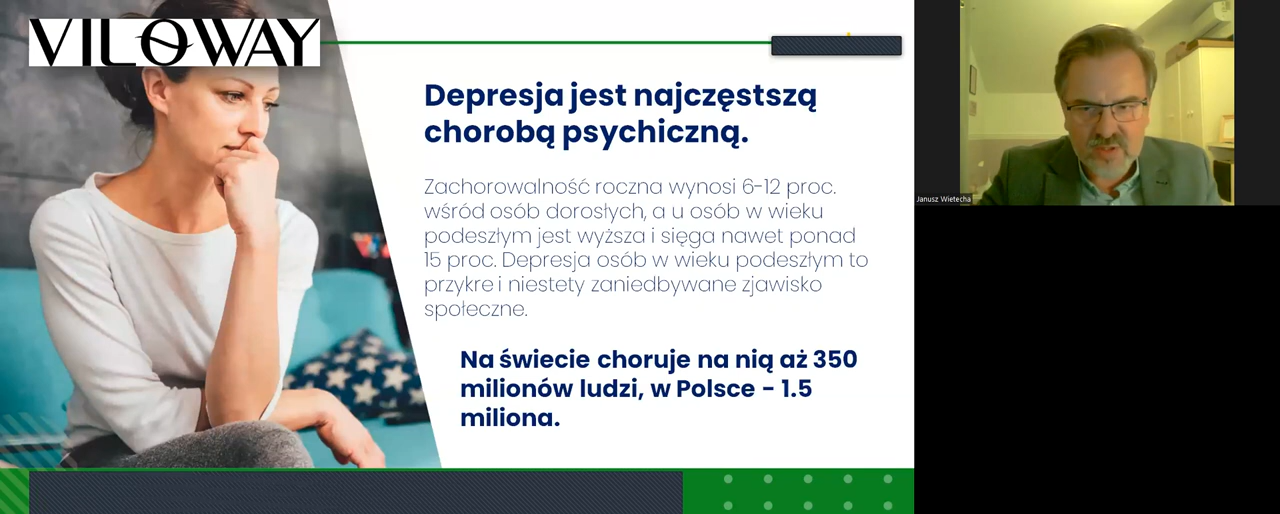 VILOWAY
Depresja jest najczęstszą
chorobą psychiczną.
Zachorowalność roczna wynosi 6-12 proc.
wśród osób dorosłych, a u osób w wieku
podeszłym jest wyższa i sięga nawet ponad
15 proc. Depresja osób w wieku podeszłym to
przykre i niestety zaniedbywane zjawisko
społeczne.
Na świecie choruje na nią aż 350
milionów ludzi, w Polsce - 1.5
miliona.
Janusz Wietecha